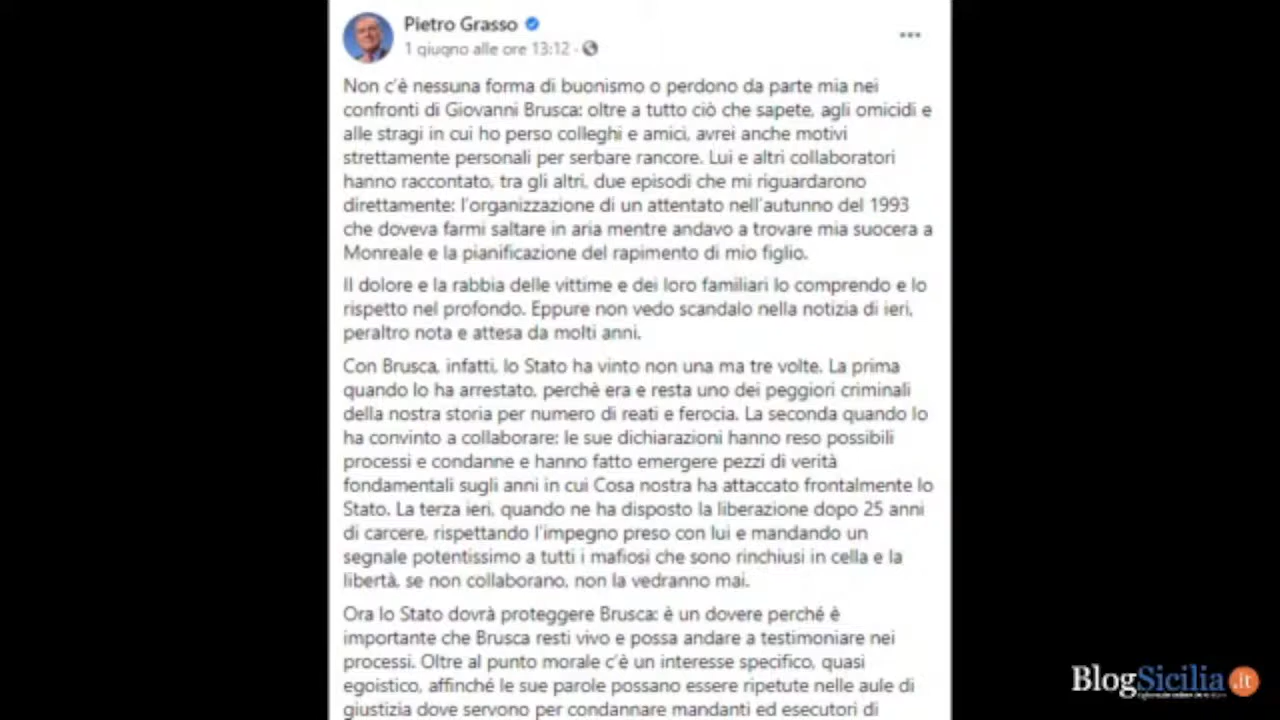 Pietro Grasso
1 giugno alle ore 13:12 ·
Non c'è nessuna forma di buonismo o perdono da parte mia nei
confronti di Giovanni Brusca: oltre a tutto ciò che sapete, agli omicidi e
alle stragi in cui ho perso colleghi e amici, avrei anche motivi
strettamente personali per serbare rancore. Lui e altri collaboratori
hanno raccontato, tra gli altri, due episodi che mi riguardarono
direttamente: l'organizzazione di un attentato nell'autunno del 1993
che doveva farmi saltare in aria mentre andavo a trovare mia suocera a
Monreale e la pianificazione del rapimento di mio figlio.
Il dolore e la rabbia delle vittime e dei loro familiari lo comprendo e lo
rispetto nel profondo. Eppure non vedo scandalo nella notizia di ieri,
peraltro nota e attesa da molti anni.
Con Brusca, infatti, lo Stato ha vinto non una ma tre volte. La prima
quando lo ha arrestato, perchè era e resta uno dei peggiori criminali
della nostra storia per numero di reati e ferocia. La seconda quando lo
ha convinto a collaborare: le sue dichiarazioni hanno reso possibili
processi e condanne e hanno fatto emergere pezzi di verità
fondamentali sugli anni in cui Cosa nostra ha attaccato frontalmente lo
Stato. La terza ieri, quando ne ha disposto la liberazione dopo 25 anni
di carcere, rispettando l'impegno preso con lui e mandando un
segnale potentissimo a tutti i mafiosi che sono rinchiusi in cella e la
libertà, se non collaborano, non la vedranno mai.
Ora lo Stato dovrà proteggere Brusca: è un dovere perché è
importante che Brusca resti vivo e possa andare a testimoniare nei
processi. Oltre al punto morale c'è un interesse specifico, quasi
egoistico, affinché le sue parole possano essere ripetute nelle aule di
giustizia dove servono per condannare mandanti ed esecutori di
BlogSicilia.it